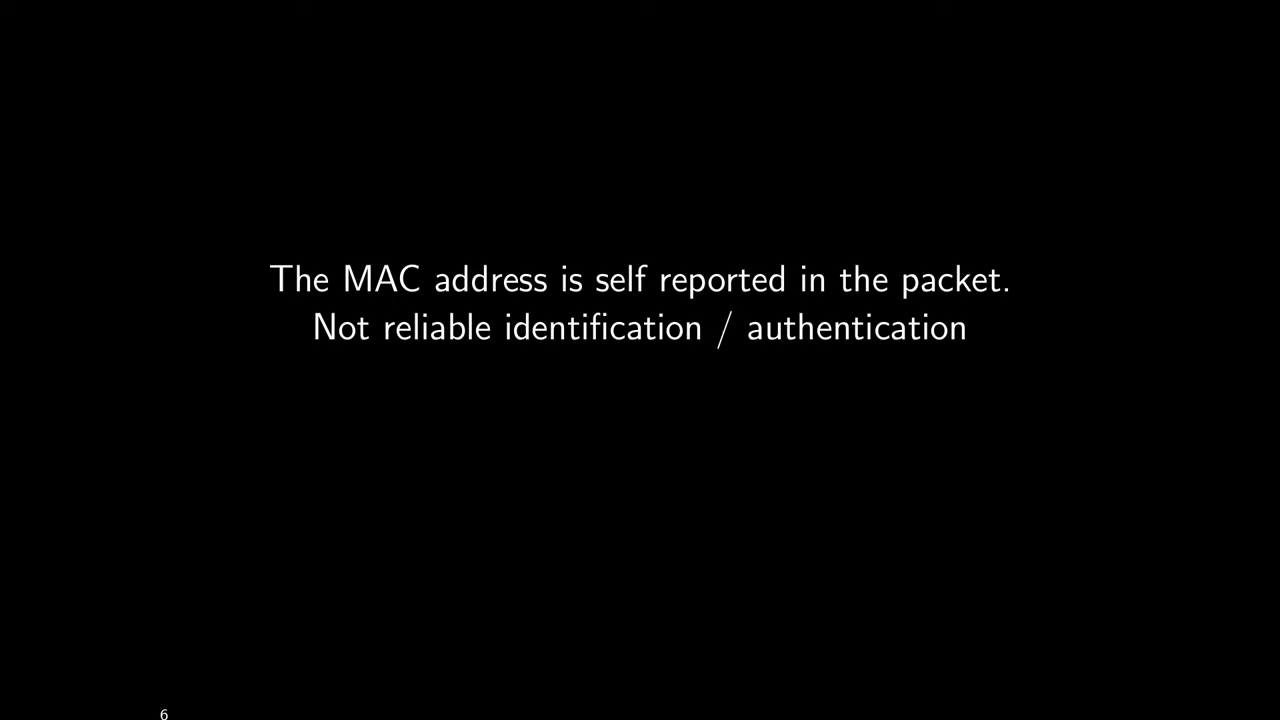 The MAC address is self reported in the packet.
Not reliable identification / authentication
6